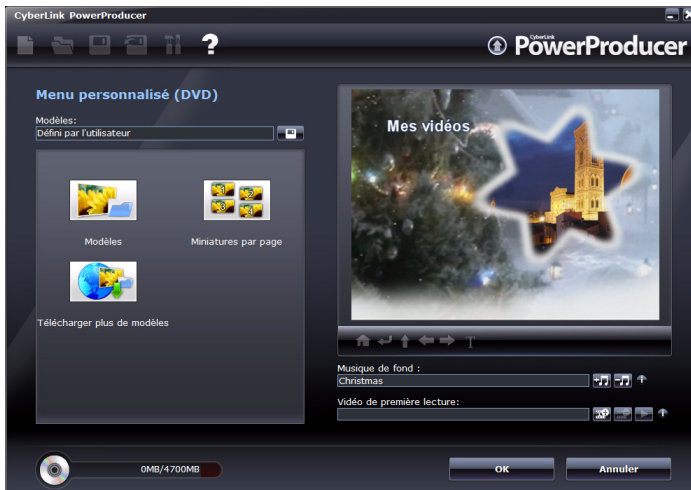 CyberLink PowerProducer
?
CyberLink
PowerProducer
Menu personnalisé (DVD)
Modèles:
Défini par l'utilisateur
Modèles
Miniatures par page
Télécharger plus de modèles
Mes vidéos
T
Musique de fond :
Christmas
Vidéo de première lecture:
0MB/4700MB
OK
Annuler